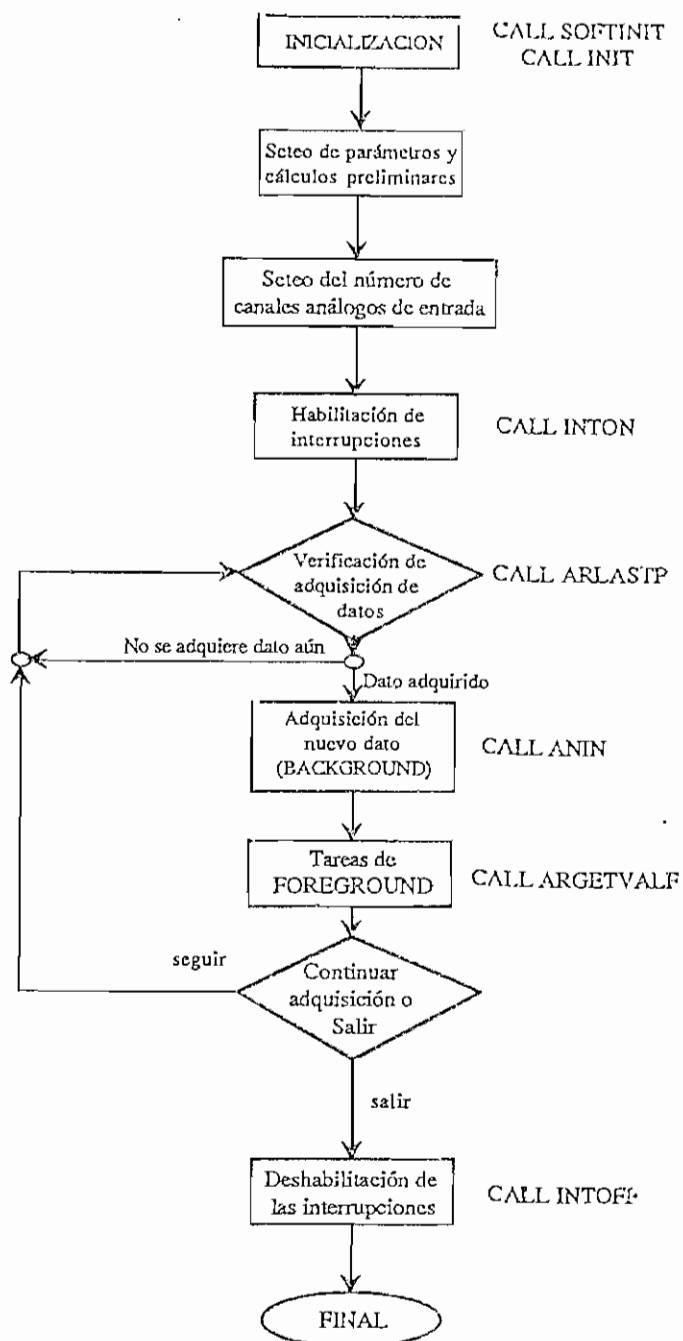 INICIALIZACION
CALL SOFTINIT
CALL INIT
Seteo de parámetros y
cálculos preliminares
Seteo del número de
canales análogos de entrada
Habilitación de
interrupciones
CALL INTON
Verificación de
adquisición de
datos
CALL ARLASTP
No se adquiere dato aún
Dato adquirido
Adquisición del
nuevo dato
(BACKGROUND)
CALL ANIN
Tareas de
FOREGROUND
CALL ARGETVALF
seguir
Continuar
adquisición o
Salir
salir
Deshabilitación de
las interrupciones
CALL INTOFF
FINAL